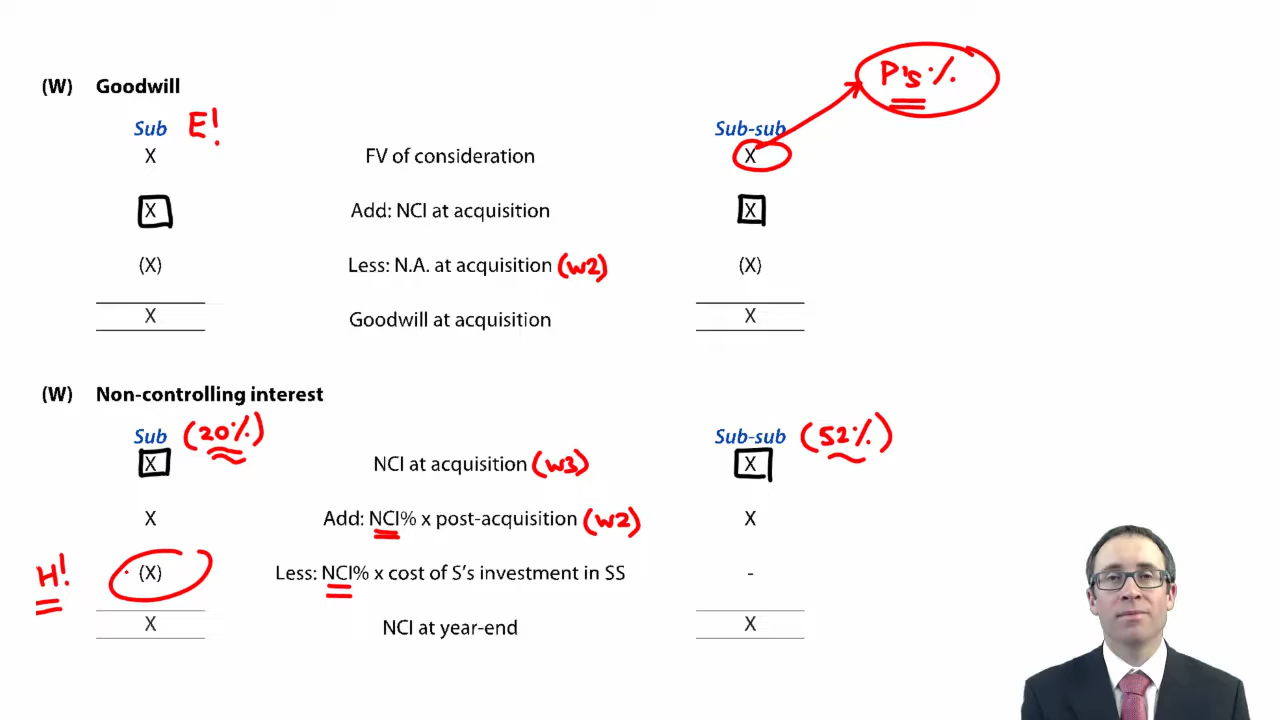 P's %
(W) Goodwill
Sub E! Sub-sub
X FV of consideration X
X Add: NCI at acquisition X
(X) Less: N.A. at acquisition (W2) (X)
X Goodwill at acquisition X
(W) Non-controlling interest
Sub (20%) Sub-sub (52%)
X NCI at acquisition (W3) X
X Add: NCI% x post-acquisition (W2) X
H! (X) Less: NCI% x cost of S's investment in SS -
X NCI at year-end X